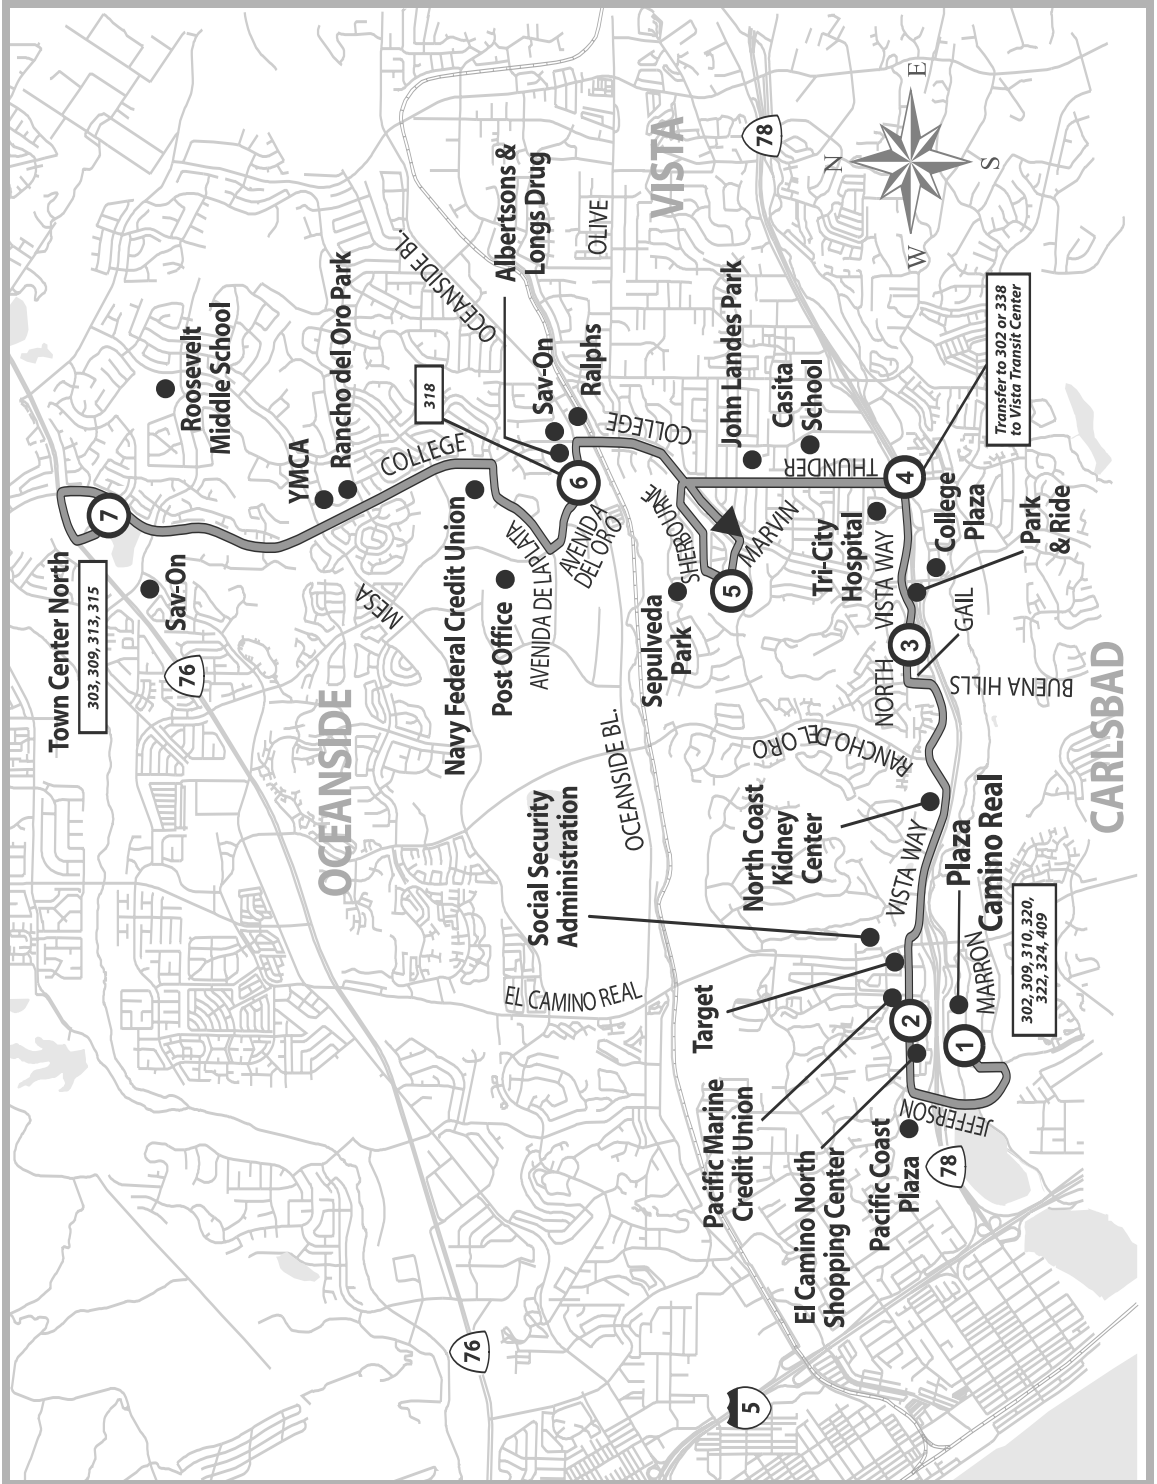 Town Center North
303, 309, 313, 315
7
Sav-On
76
Roosevelt
Middle School
YMCA
Rancho del Oro Park
COLLEGE
MESA
OCEANSIDE
Navy Federal Credit Union
Post Office
AVENIDA DE LA PLATA
AVENIDA
DEL ORO
318
6
Albertsons &
Longs Drug
OCEANSIDE BL.
Sav-On
Ralphs
OLIVE
VISTA
78
COLLEGE
SHERBOURNE
MARVIN
5
Sepulveda
Park
John Landes Park
Casita
School
THUNDER
Tri-City
Hospital
4
Transfer to 302 or 338
to Vista Transit Center
College
Plaza
Park
& Ride
NORTH VISTA WAY
GAIL
3
BUENA HILLS
RANCHO DEL ORO
OCEANSIDE BL.
Social Security
Administration
North Coast
Kidney
Center
VISTA WAY
CARLSBAD
Plaza
Camino Real
302, 309, 310, 320,
322, 324, 409
MARRON
1
2
EL CAMINO REAL
Target
Pacific Marine
Credit Union
El Camino North
Shopping Center
Pacific Coast
Plaza
JEFFERSON
78
76
5
N
E
S
W